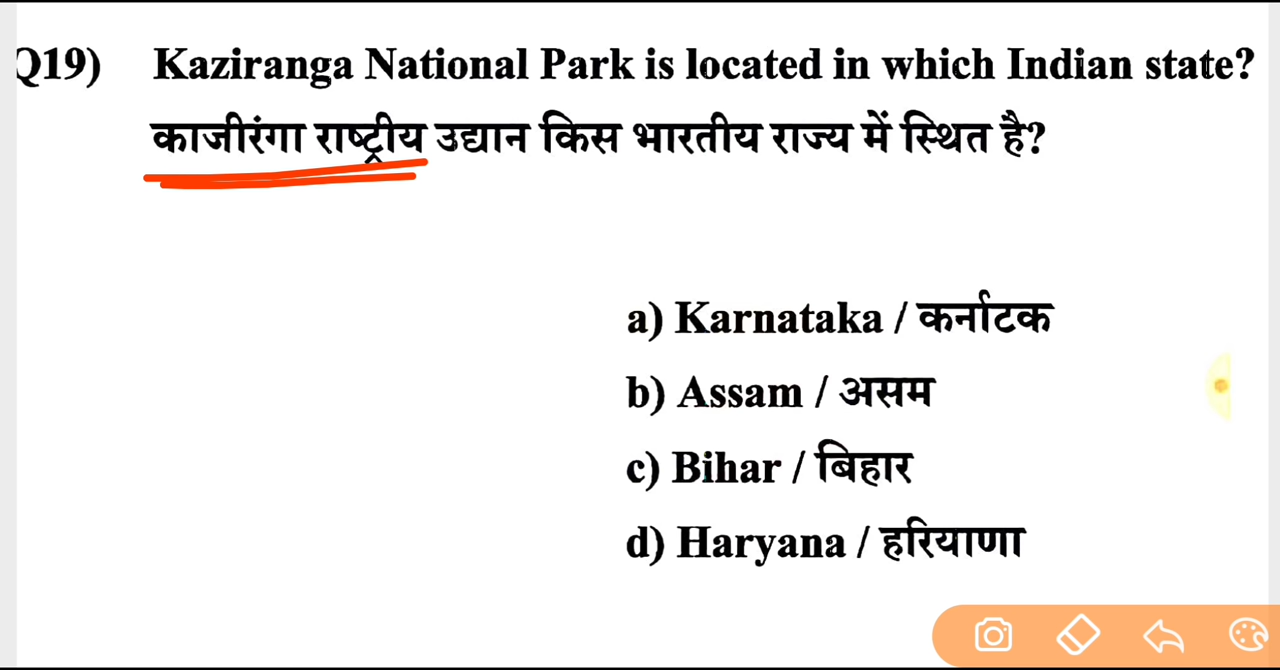 Q19) Kaziranga National Park is located in which Indian state?
काजीरंगा राष्ट्रीय उद्यान किस भारतीय राज्य में स्थित है?
a) Karnataka / कर्नाटक
b) Assam / असम
c) Bihar / बिहार
d) Haryana / हरियाणा